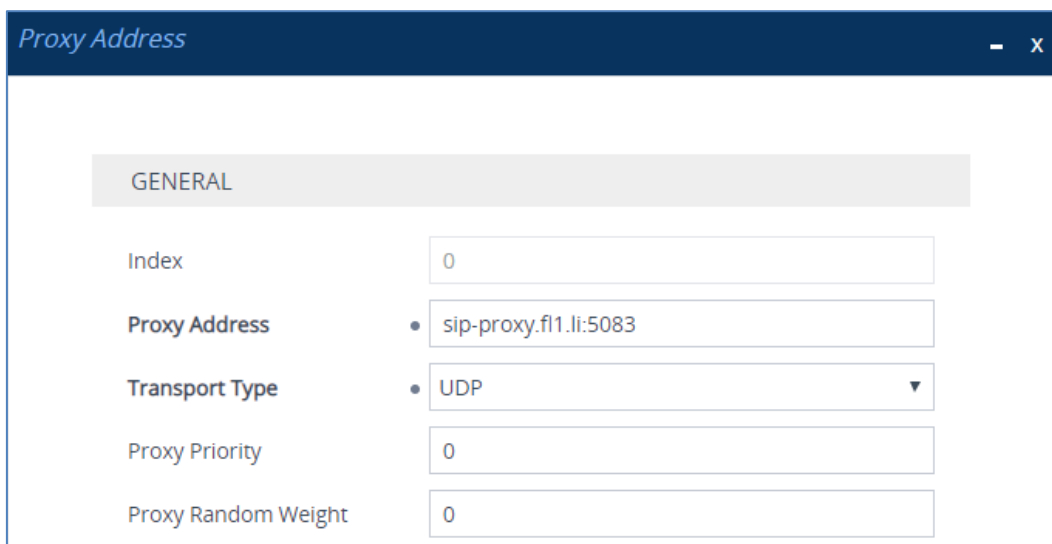 Proxy Address
– x
GENERAL
Index 0
Proxy Address sip-proxy.fl1.li:5083
Transport Type UDP
Proxy Priority 0
Proxy Random Weight 0